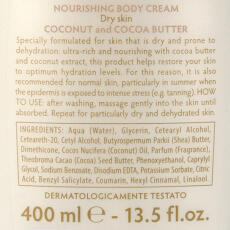 NOURISHING BODY CREAM
Dry skin
COCONUT and COCOA BUTTER
Specially formulated for skin that is dry and prone to
dehydration: ultra-rich and nourishing with cocoa butter
and coconut extract, this product helps restore your skin
to optimum hydration levels. For this reason, it is also
recommended for normal skin, particularly in summer when
the epidermis is exposed to intense stress (e.g. tanning). HOW
TO USE: after washing, massage gently into the skin until
absorbed. Repeat for particularly dry and dehydrated skin.
INGREDIENTS: Aqua (Water), Glycerin, Cetearyl Alcohol,
Ceteareth-20, Cetyl Alcohol, Butyrospermum Parkii (Shea) Butter,
Dimethicone, Cocos Nucifera (Coconut) Oil, Parfum (Fragrance),
Theobroma Cacao (Cocoa) Seed Butter, Phenoxyethanol, Caprylyl
Glycol, Sodium Benzoate, Disodium EDTA, Potassium Sorbate, Citric
Acid, Benzyl Salicylate, Coumarin, Hexyl Cinnamal, Linalool.
DERMATOLOGICAMENTE TESTATO
400 ml e - 13.5 fl.oz.